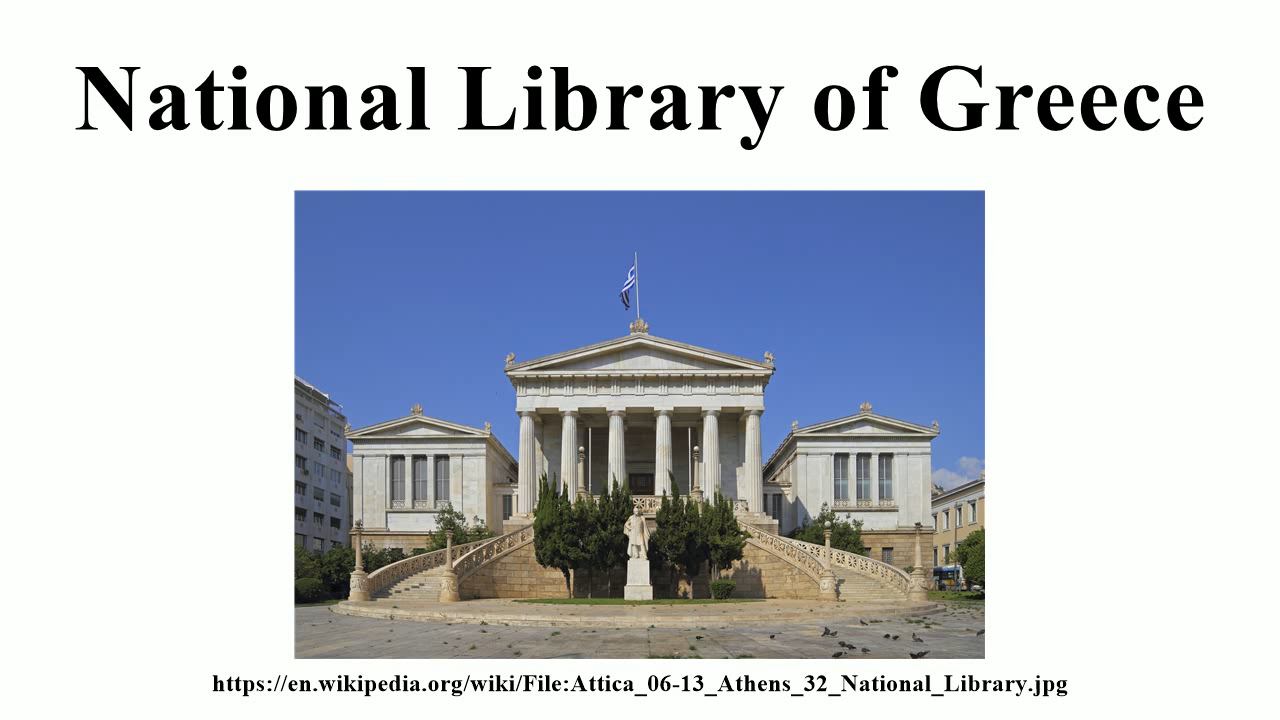 National Library of Greece
https://en.wikipedia.org/wiki/File:Attica_06-13_Athens_32_National_Library.jpg